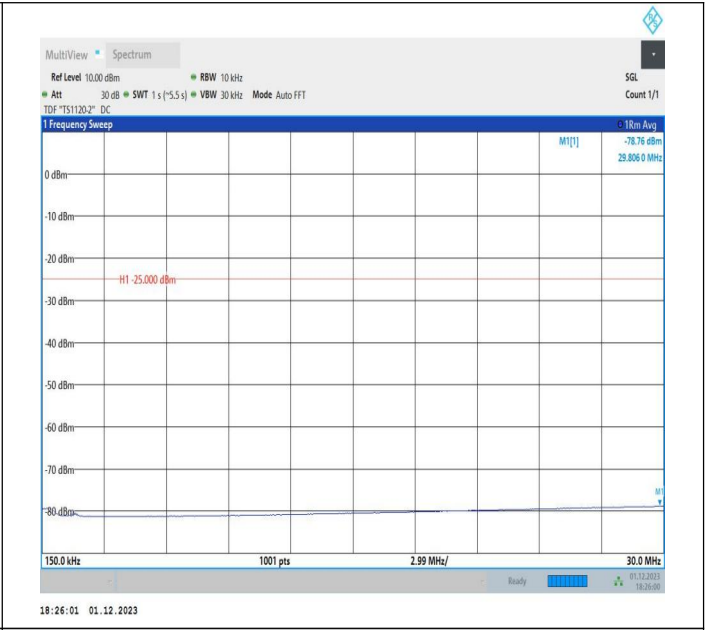 R S
MultiView Spectrum
Ref Level 10.00 dBm RBW 10 kHz SGL
Att 30 dB SWT 1 s (~5.5 s) VBW 30 kHz Mode Auto FFT Count 1/1
TDF "TS1120-2" DC
1 Frequency Sweep 1Rm Avg
M1[1] -78.76 dBm
29.806 0 MHz
0 dBm
-10 dBm
-20 dBm
H1 -25.000 dBm
-30 dBm
-40 dBm
-50 dBm
-60 dBm
-70 dBm
M1
-80 dBm
150.0 kHz 1001 pts 2.99 MHz/ 30.0 MHz
Ready 01.12.2023
18:26:00
18:26:01 01.12.2023